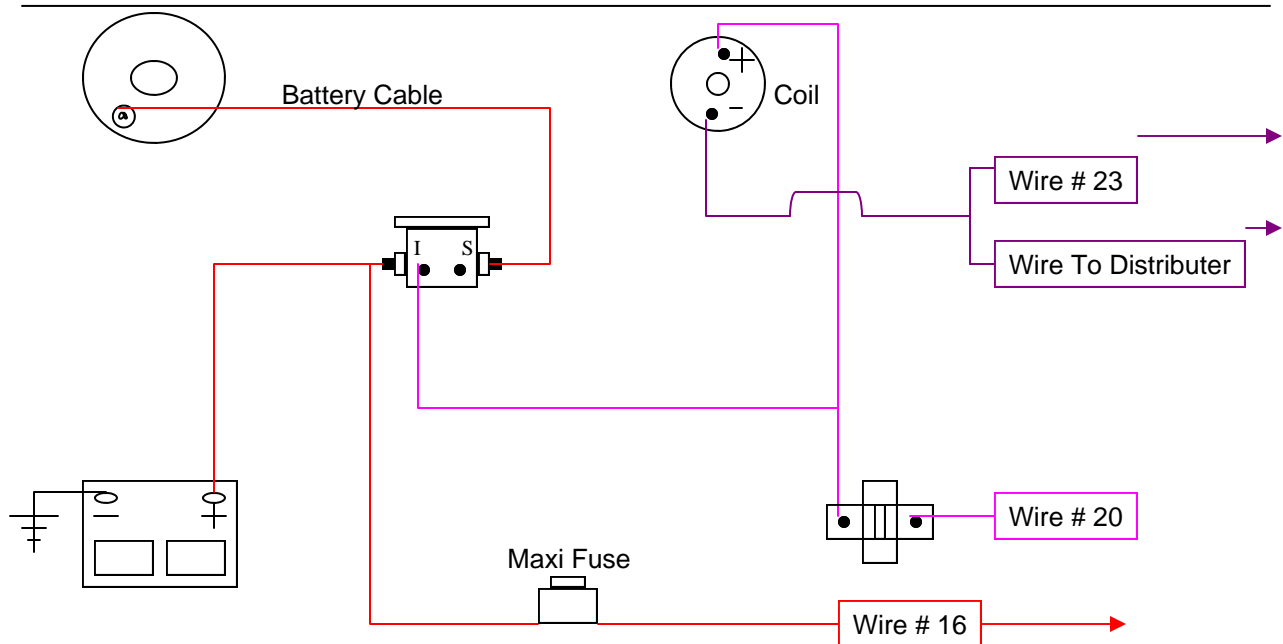 Battery Cable
Coil
+
−
Wire # 23
I S
Wire To Distributer
− +
Wire # 20
Maxi Fuse
Wire # 16